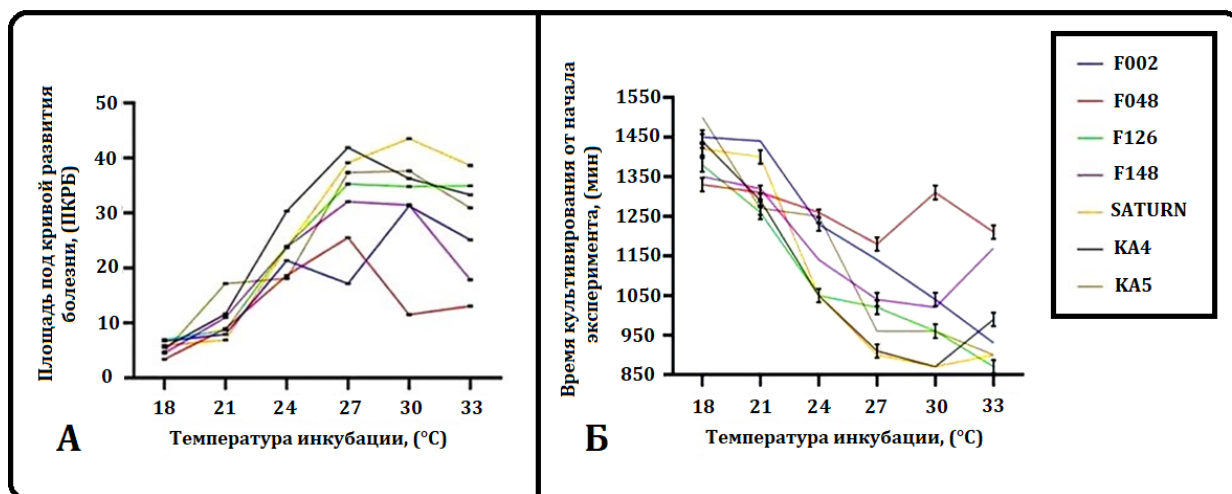 Площадь под кривой развития
болезни, (ПКРБ)
50
40
30
20
10
0
18 21 24 27 30 33
Температура инкубации, (°C)
А
Время культивирования от начала
эксперимента, (мин)
1550
1450
1350
1250
1150
1050
950
850
18 21 24 27 30 33
Температура инкубации, (°C)
Б
F002
F048
F126
F148
SATURN
KA4
KA5